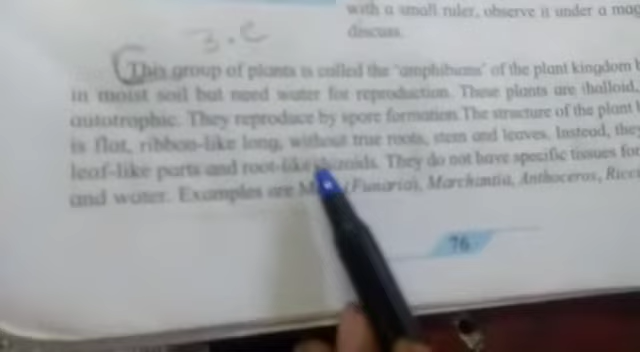 with a small ruler, observe it under a mag
discuss.
3.c
This group of plants is called the 'amphibians' of the plant kingdom b
in moist soil but need water for reproduction. These plants are thalloid,
autotrophic. They reproduce by spore formation. The structure of the plant b
is flat, ribbon-like long, without true roots, stem and leaves. Instead, they
leaf-like parts and root-like They do not have specific tissues for
and water. Examples are (Funaria), Marchantia, Anthoceros, Ricci
76